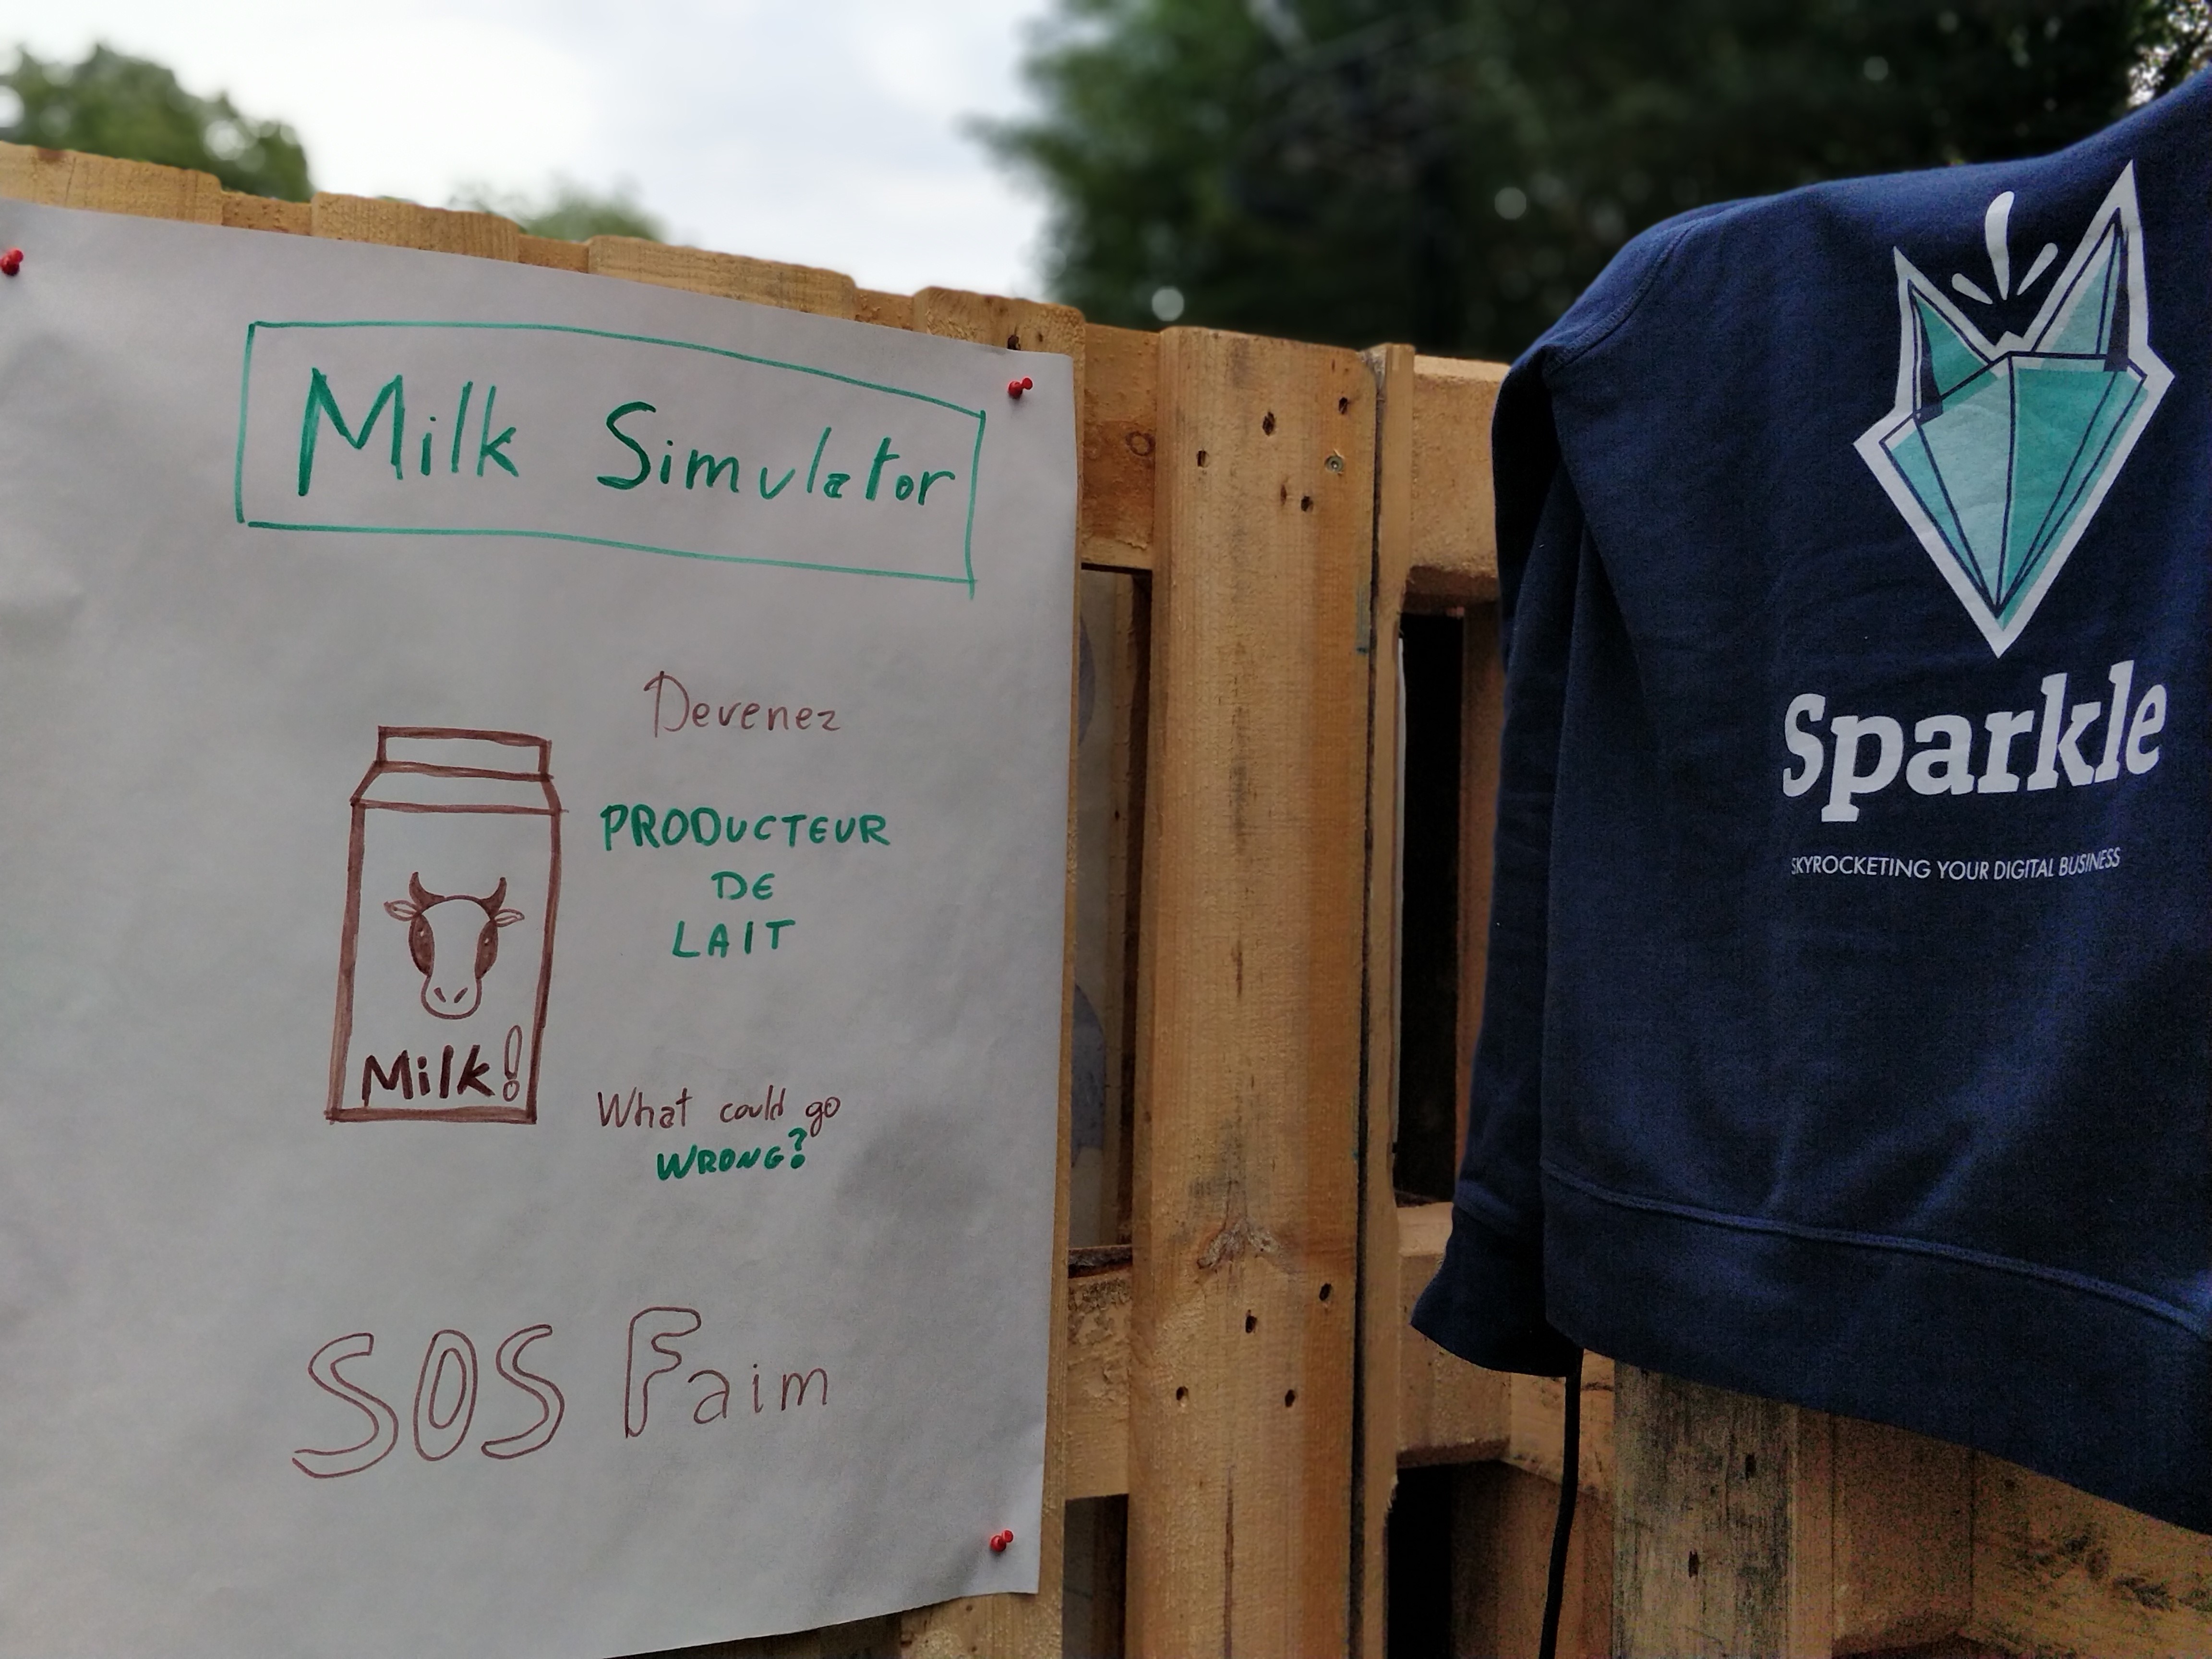 Milk Simulator
Devenez
PRODUCTEUR
DE
LAIT
Milk!
What could go
WRONG?
SOS Faim
Sparkle
SKYROCKETING YOUR DIGITAL BUSINESS